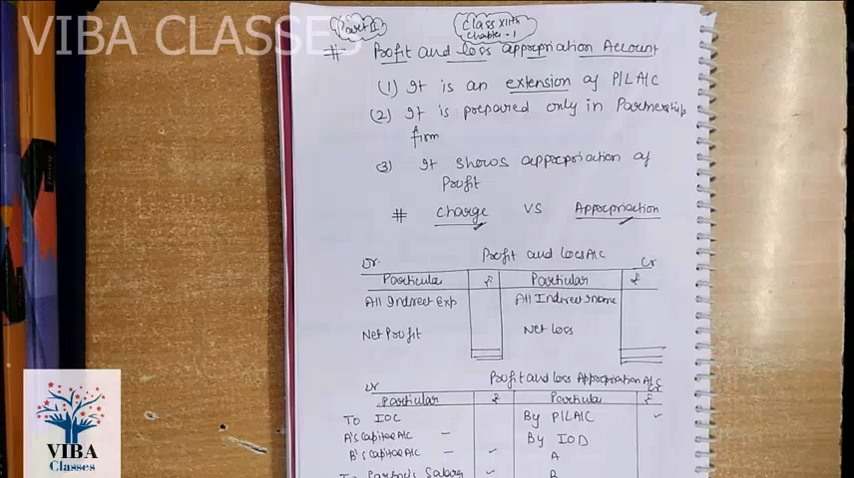 VIBA CLASSES
Part II
Class XIIth
Chapter - 1
# Profit and loss appropriation Account
(1) It is an extension of P/L A/C
(2) It is prepared only in Partnership
firm
(3) It shows appropriation of
Profit
# Charge VS Appropriation
Profit and Loss A/C
Dr. Cr
Particular ₹ Particular ₹
All Indirect Exp All Indirect Income
Net Profit Net Loss
Profit and loss Appropriation A/C
Dr Cr
Particular ₹ Particular ₹
To IOC By P/L A/C
A's Capital A/C - By IOD
B's Capital A/C - A
To Partner's Salary B
VIBA
Classes